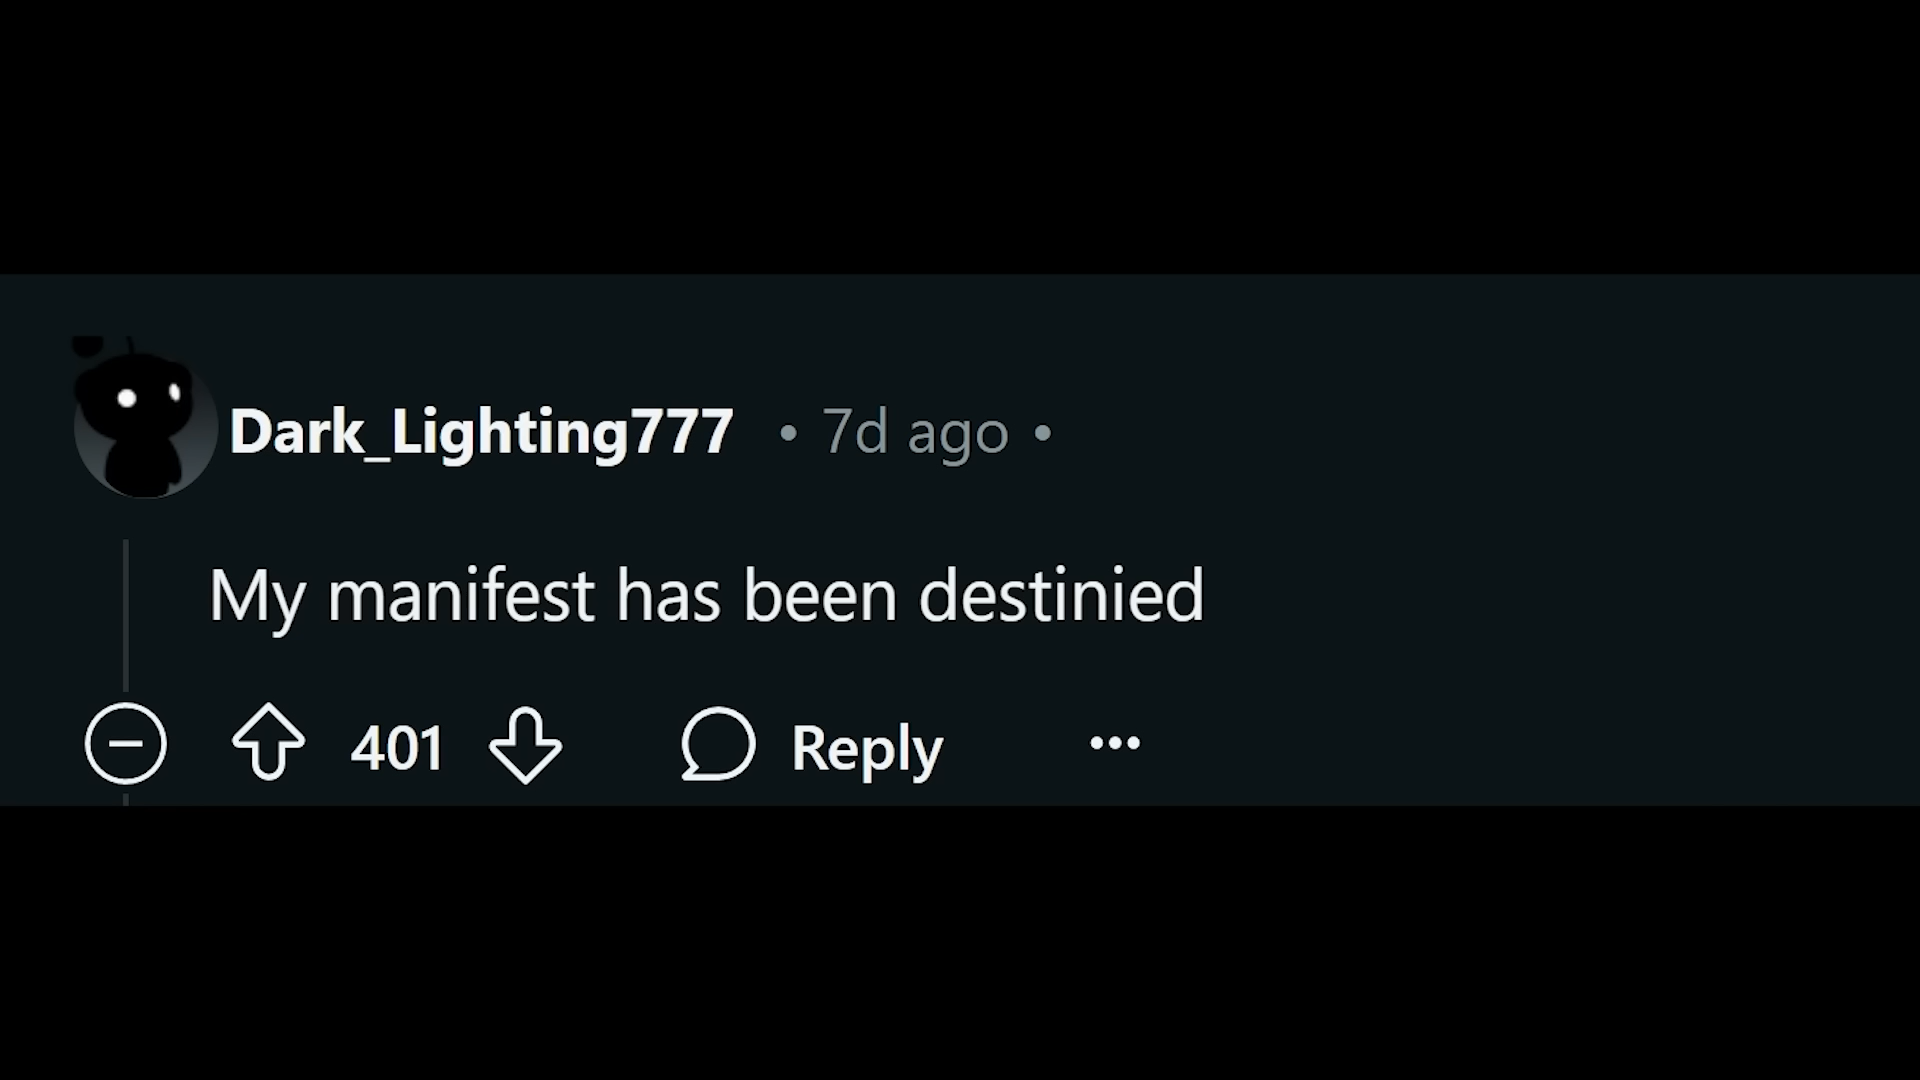 Dark_Lighting777 • 7d ago •
My manifest has been destinied
401 Reply •••